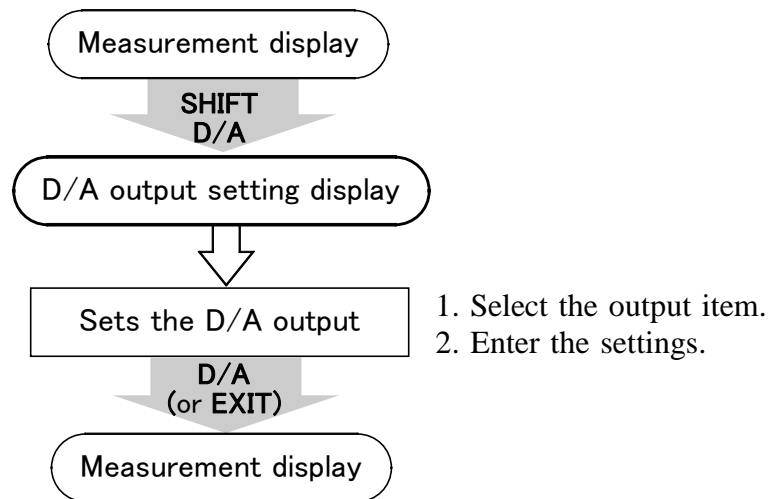 Measurement display
SHIFT
D/A
D/A output setting display
Sets the D/A output
1. Select the output item.
2. Enter the settings.
D/A
(or EXIT)
Measurement display